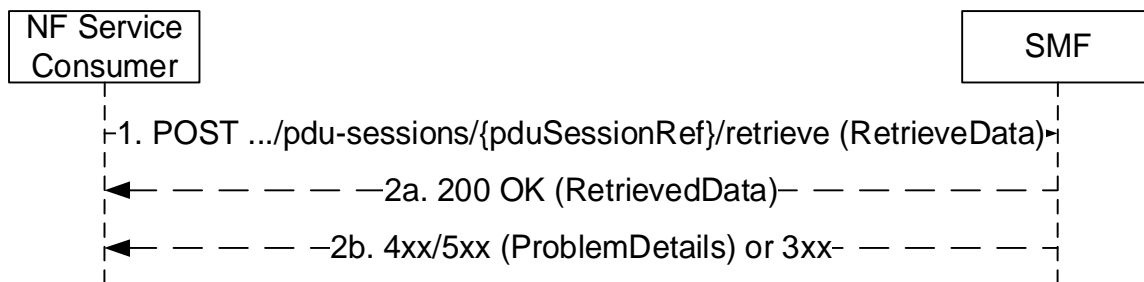 NF Service
Consumer
SMF
1. POST .../pdu-sessions/{pduSessionRef}/retrieve (RetrieveData)
2a. 200 OK (RetrievedData)
2b. 4xx/5xx (ProblemDetails) or 3xx